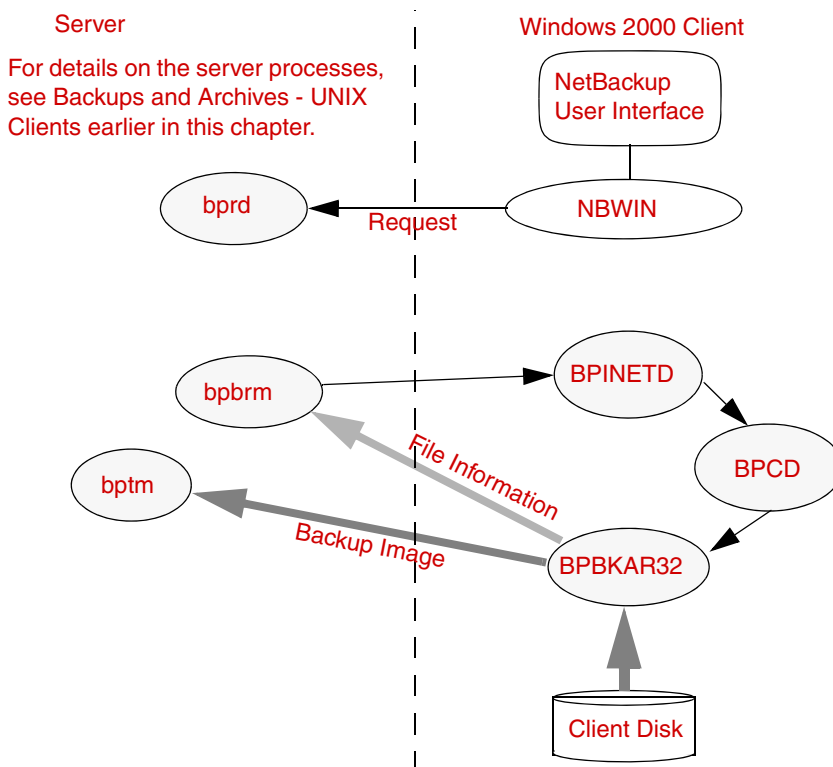 Server
For details on the server processes,
see Backups and Archives - UNIX
Clients earlier in this chapter.
Windows 2000 Client
NetBackup
User Interface
bprd
Request
NBWIN
bpbrm
BPINETD
File Information
BPCD
bptm
Backup Image
BPBKAR32
Client Disk